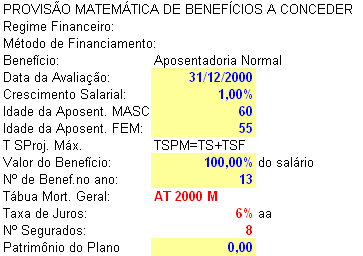 PROVISÃO MATEMÁTICA DE BENEFÍCIOS A CONCEDER
Regime Financeiro:
Método de Financiamento:
Benefício: Aposentadoria Normal
Data da Avaliação: 31/12/2000
Crescimento Salarial: 1,00%
Idade da Aposent. MASC 60
Idade da Aposent. FEM: 55
T SProj. Máx. TSPM=TS+TSF
Valor do Benefício: 100,00% do salário
Nº de Benef.no ano: 13
Tábua Mort. Geral: AT 2000 M
Taxa de Juros: 6% aa
Nº Segurados: 8
Patrimônio do Plano 0,00